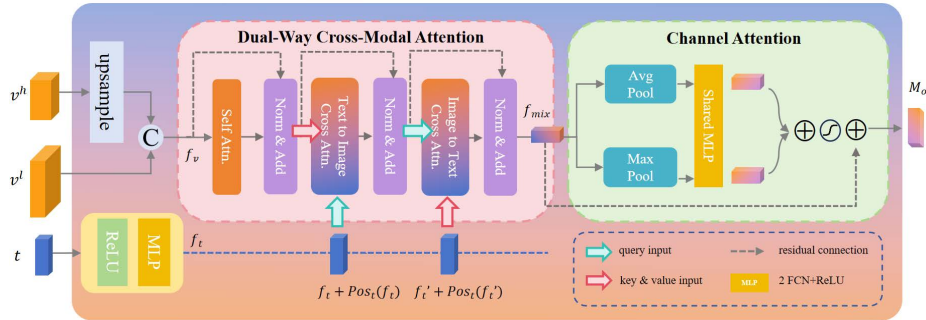 Dual-Way Cross-Modal Attention
Channel Attention
v^h
upsample
v^l
C
f_v
Self Attn.
Norm & Add
Text to Image
Cross Attn.
Norm & Add
Image to Text
Cross Attn.
Norm & Add
f_{mix}
Avg
Pool
Max
Pool
Shared MLP
M_o
t
ReLU
MLP
f_t
f_t + Pos_t(f_t)
f_t' + Pos_t(f_t')
query input
residual connection
key & value input
MLP
2 FCN+ReLU